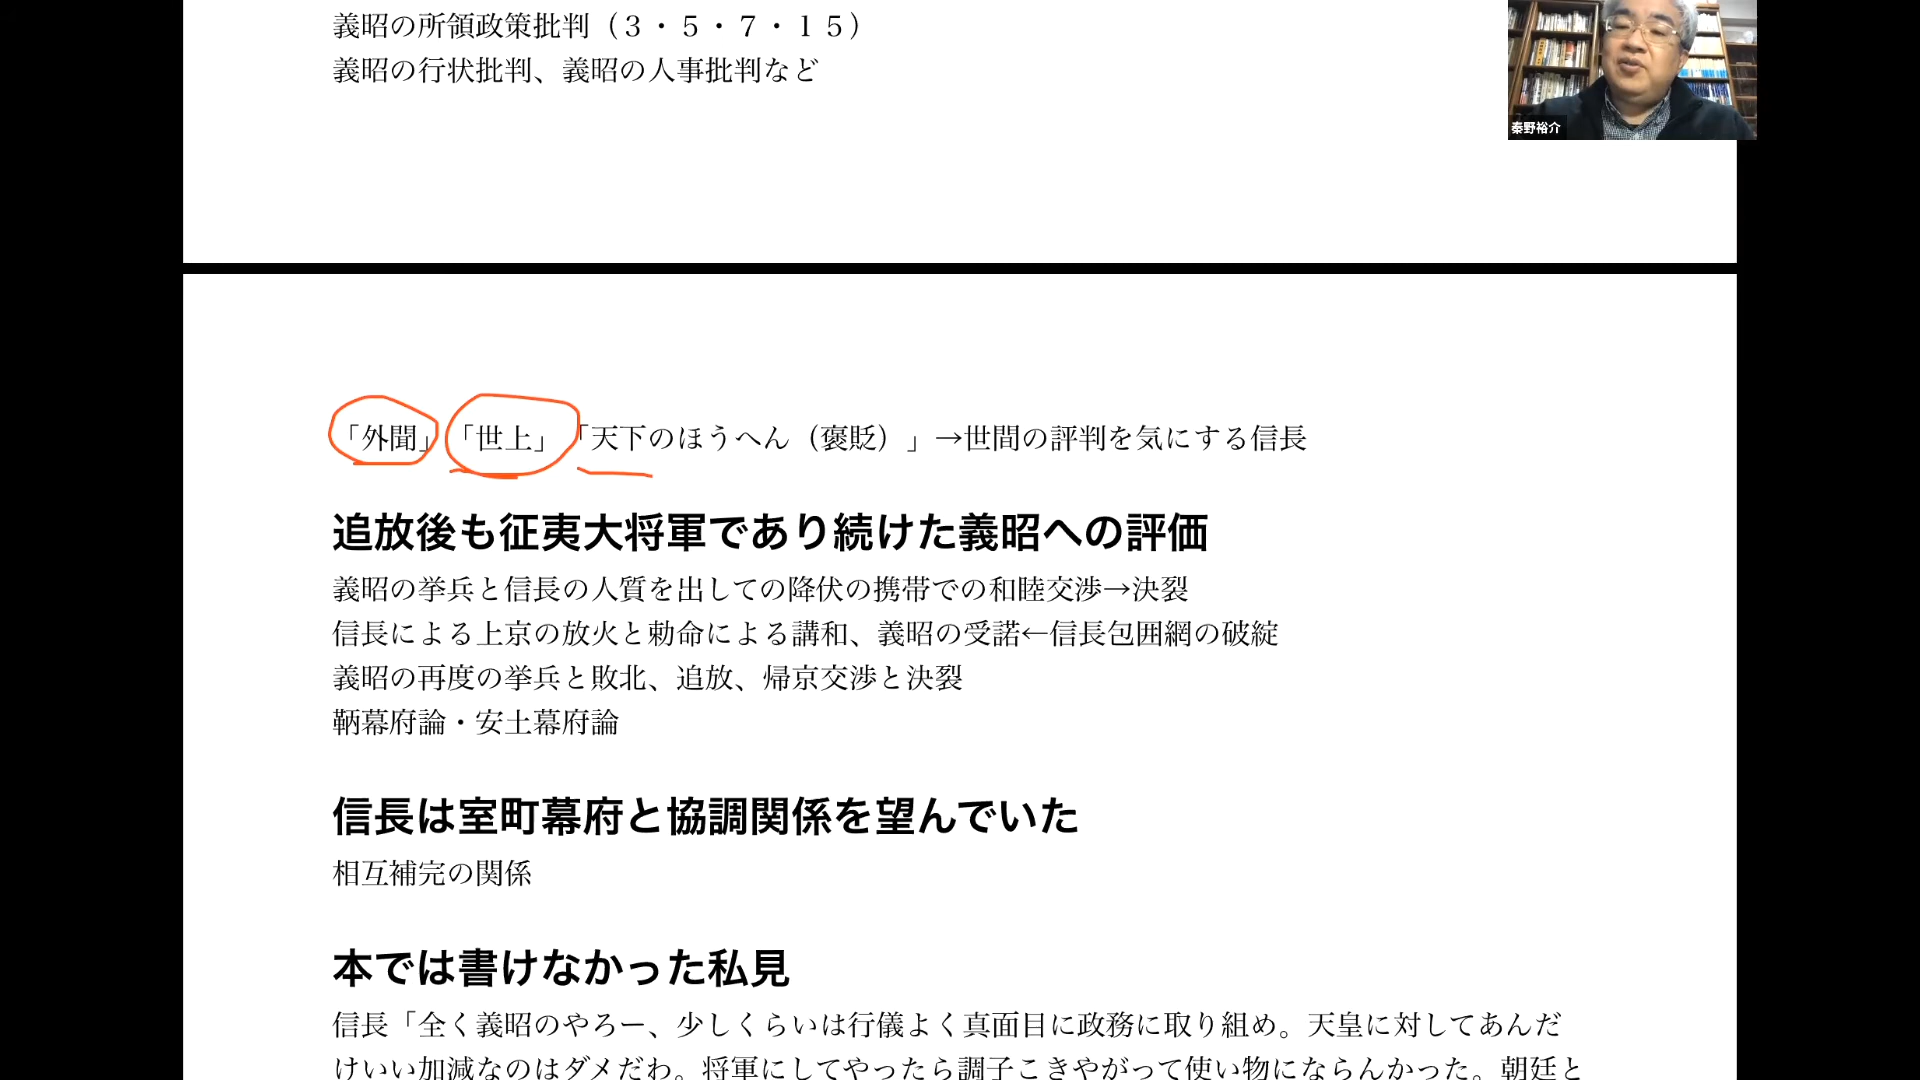 義昭の所領政策批判（３・５・７・１５）
義昭の行状批判、義昭の人事批判など
秦野裕介
「外聞」「世上」「天下のほうへん（褒貶）」→世間の評判を気にする信長
追放後も征夷大将軍であり続けた義昭への評価
義昭の挙兵と信長の人質を出しての降伏の携帯での和睦交渉→決裂
信長による上京の放火と勅命による講和、義昭の受諾←信長包囲網の破綻
義昭の再度の挙兵と敗北、追放、帰京交渉と決裂
鞆幕府論・安土幕府論
信長は室町幕府と協調関係を望んでいた
相互補完の関係
本では書けなかった私見
信長「全く義昭のやろー、少しくらいは行儀よく真面目に政務に取り組め。天皇に対してあんだ
けいい加減なのはダメだわ。将軍にしてやったら調子こきやがって使い物にならんかった。朝廷と